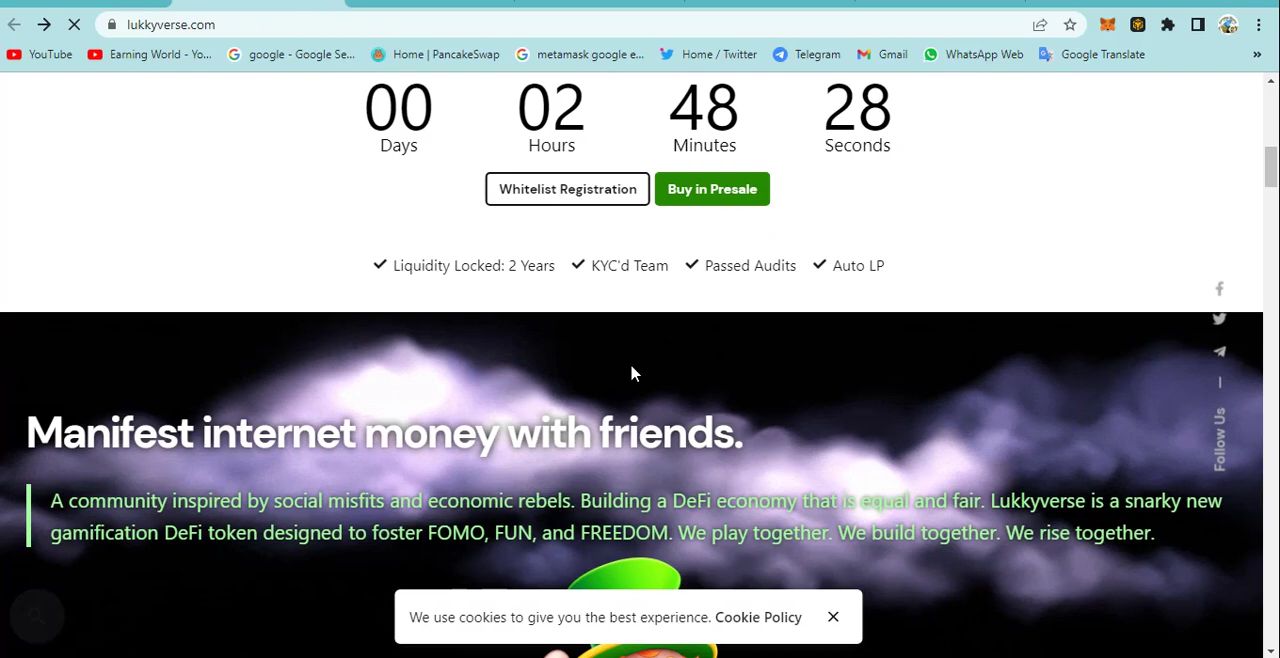 lukkyverse.com
YouTube Earning World - Yo... google - Google Se... Home | PancakeSwap metamask google e... Home / Twitter Telegram Gmail WhatsApp Web Google Translate »
00 02 48 28
Days Hours Minutes Seconds
Whitelist Registration Buy in Presale
Liquidity Locked: 2 Years KYC'd Team Passed Audits Auto LP
Follow Us
Manifest internet money with friends.
A community inspired by social misfits and economic rebels. Building a DeFi economy that is equal and fair. Lukkyverse is a snarky new
gamification DeFi token designed to foster FOMO, FUN, and FREEDOM. We play together. We build together. We rise together.
We use cookies to give you the best experience. Cookie Policy